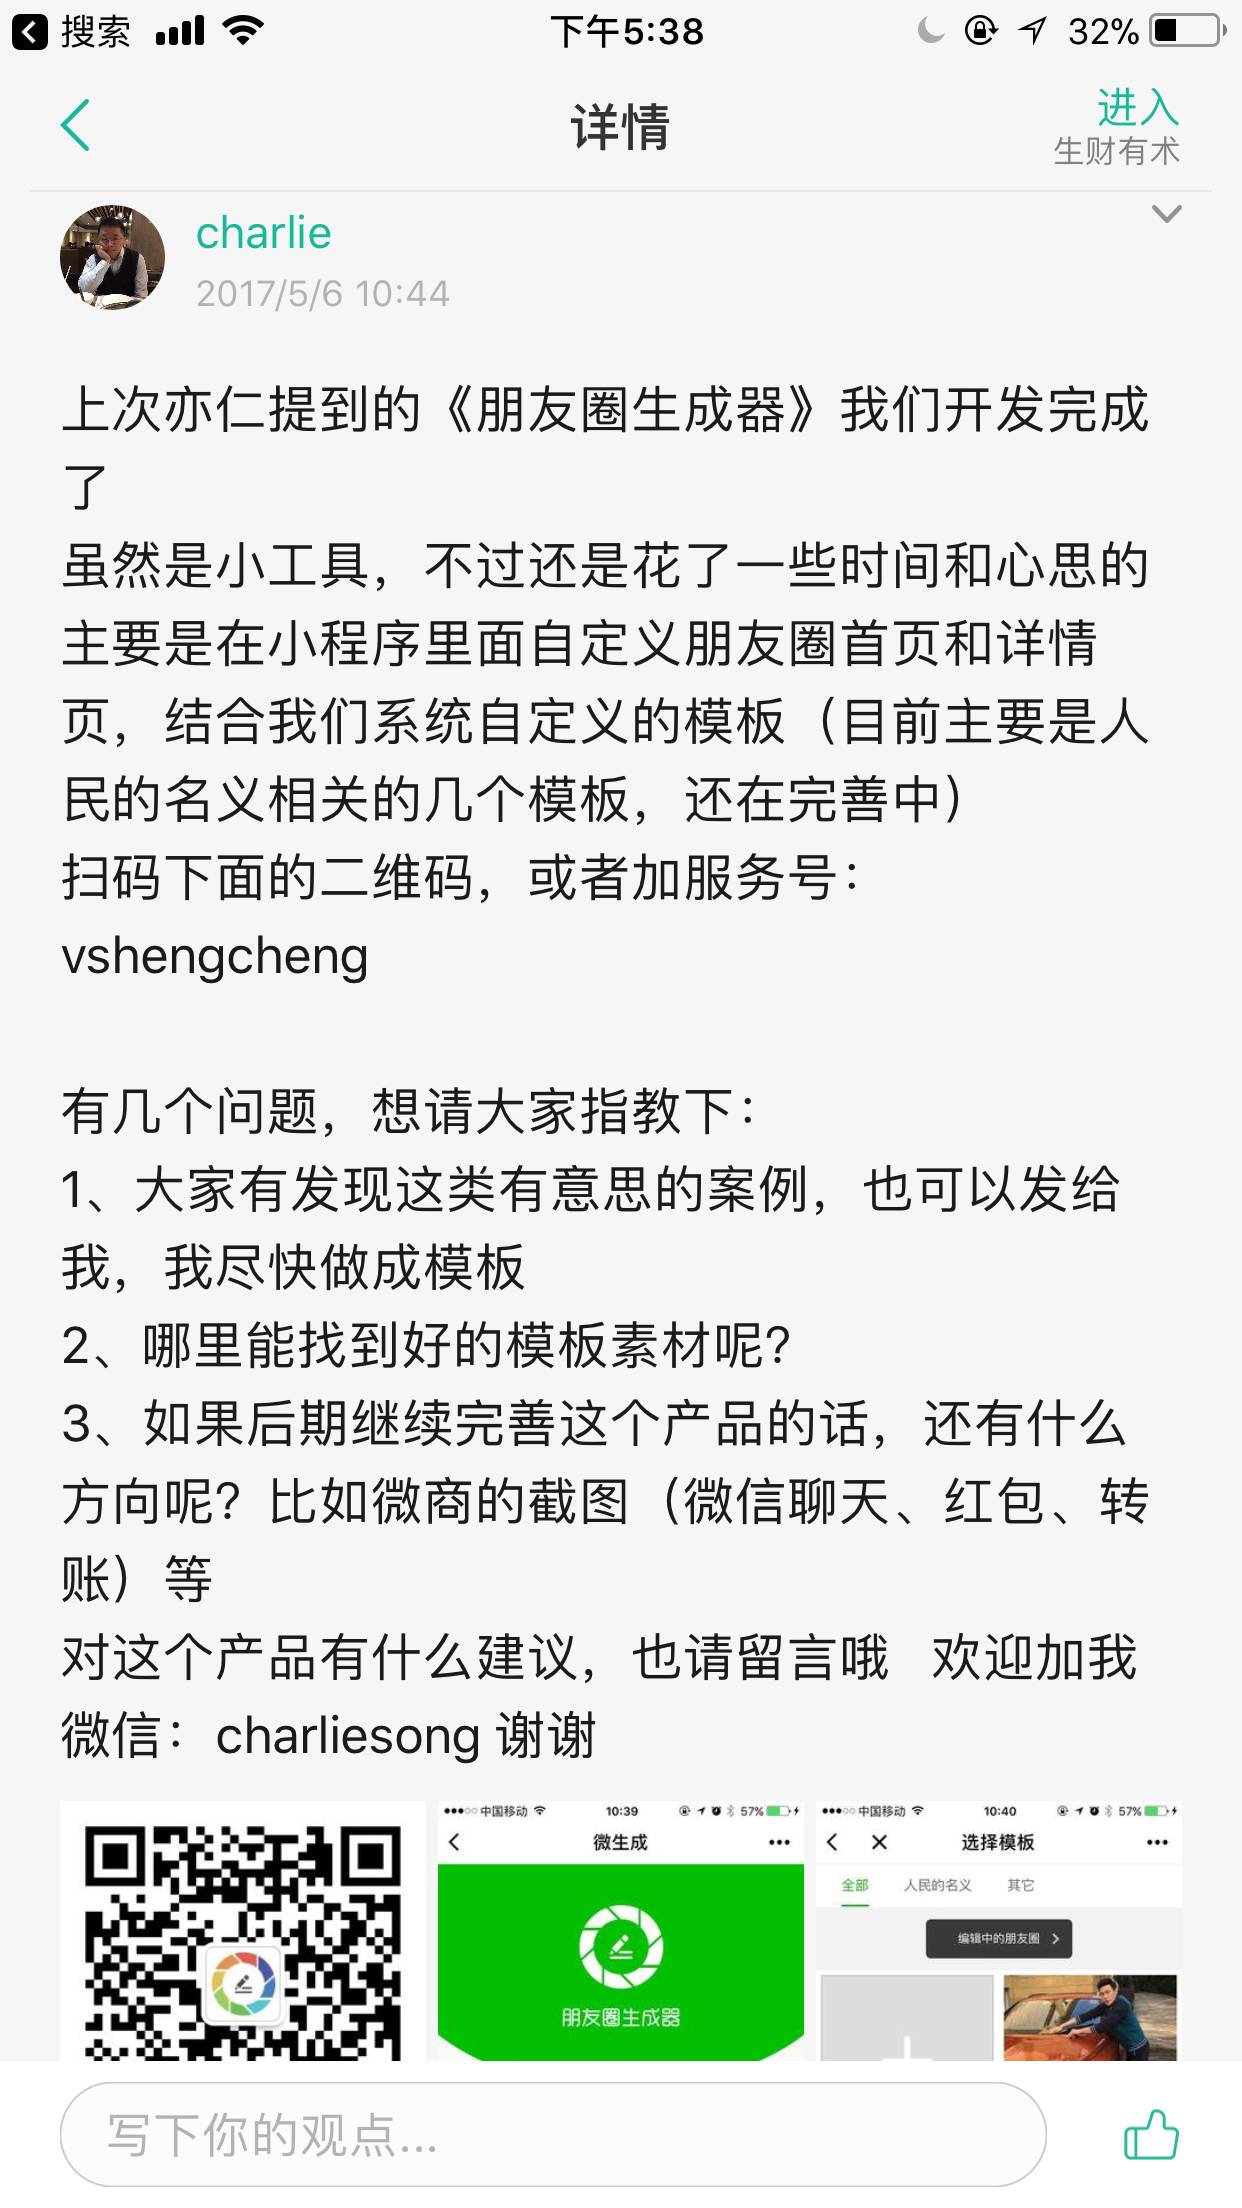 搜索
下午5:38
32%
详情
进入
生财有术
charlie
2017/5/6 10:44
上次亦仁提到的《朋友圈生成器》我们开发完成
了
虽然是小工具，不过还是花了一些时间和心思的
主要是在小程序里面自定义朋友圈首页和详情
页，结合我们系统自定义的模板（目前主要是人
民的名义相关的几个模板，还在完善中）
扫码下面的二维码，或者加服务号：
vshengcheng
有几个问题，想请大家指教下：
1、大家有发现这类有意思的案例，也可以发给
我，我尽快做成模板
2、哪里能找到好的模板素材呢？
3、如果后期继续完善这个产品的话，还有什么
方向呢？比如微商的截图（微信聊天、红包、转
账）等
对这个产品有什么建议，也请留言哦 欢迎加我
微信：charliesong 谢谢
中国移动 10:39 57%
微生成
朋友圈生成器
中国移动 10:40 57%
选择模板
全部 人民的名义 其它
编辑中的朋友圈
写下你的观点...